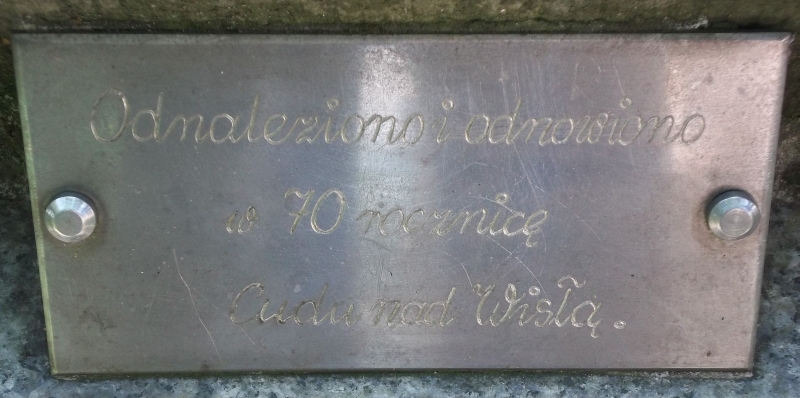 Odnaleziono i odnowiono
w 70 rocznicę
Cudu nad Wisłą.